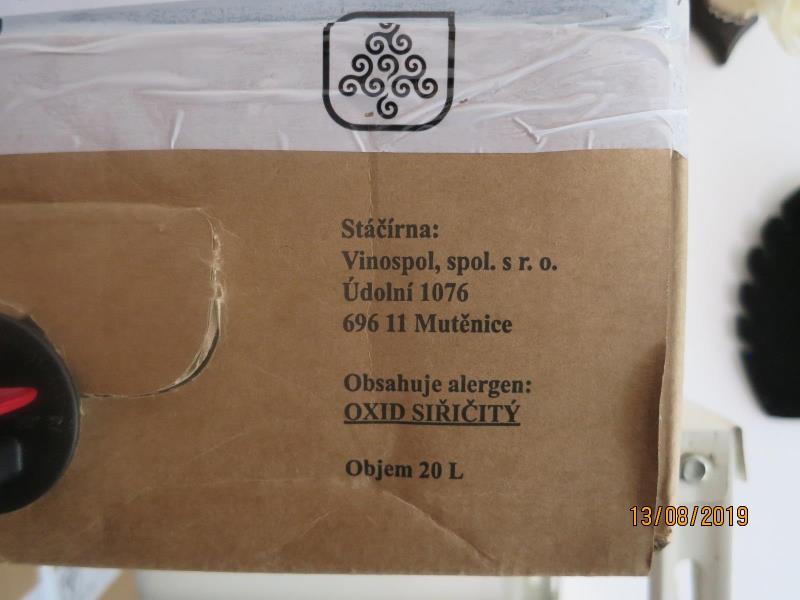 Stáčírna:
Vinospol, spol. s r. o.
Údolní 1076
696 11 Mutěnice
Obsahuje alergen:
OXID SIŘIČITÝ
Objem 20 L
13/08/2019